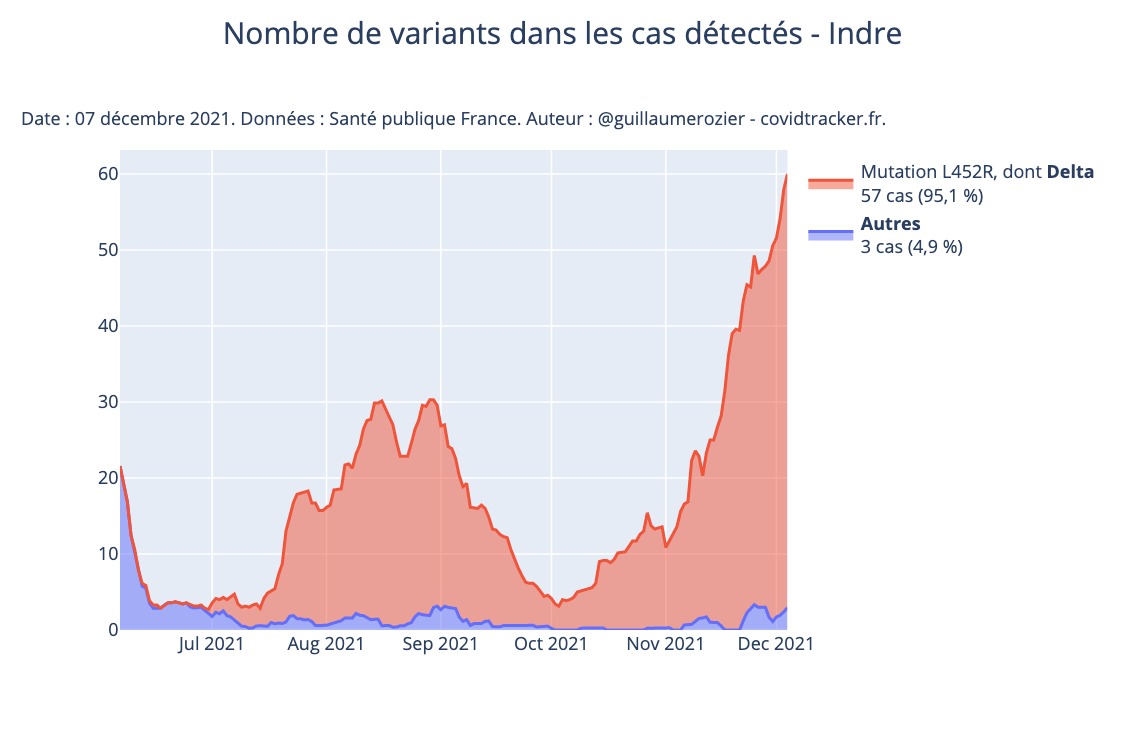 Nombre de variants dans les cas détectés - Indre
Date : 07 décembre 2021. Données : Santé publique France. Auteur : @guillaumerozier - covidtracker.fr.
60
50
40
30
20
10
0
Jul 2021
Aug 2021
Sep 2021
Oct 2021
Nov 2021
Dec 2021
Mutation L452R, dont Delta
57 cas (95,1 %)
Autres
3 cas (4,9 %)